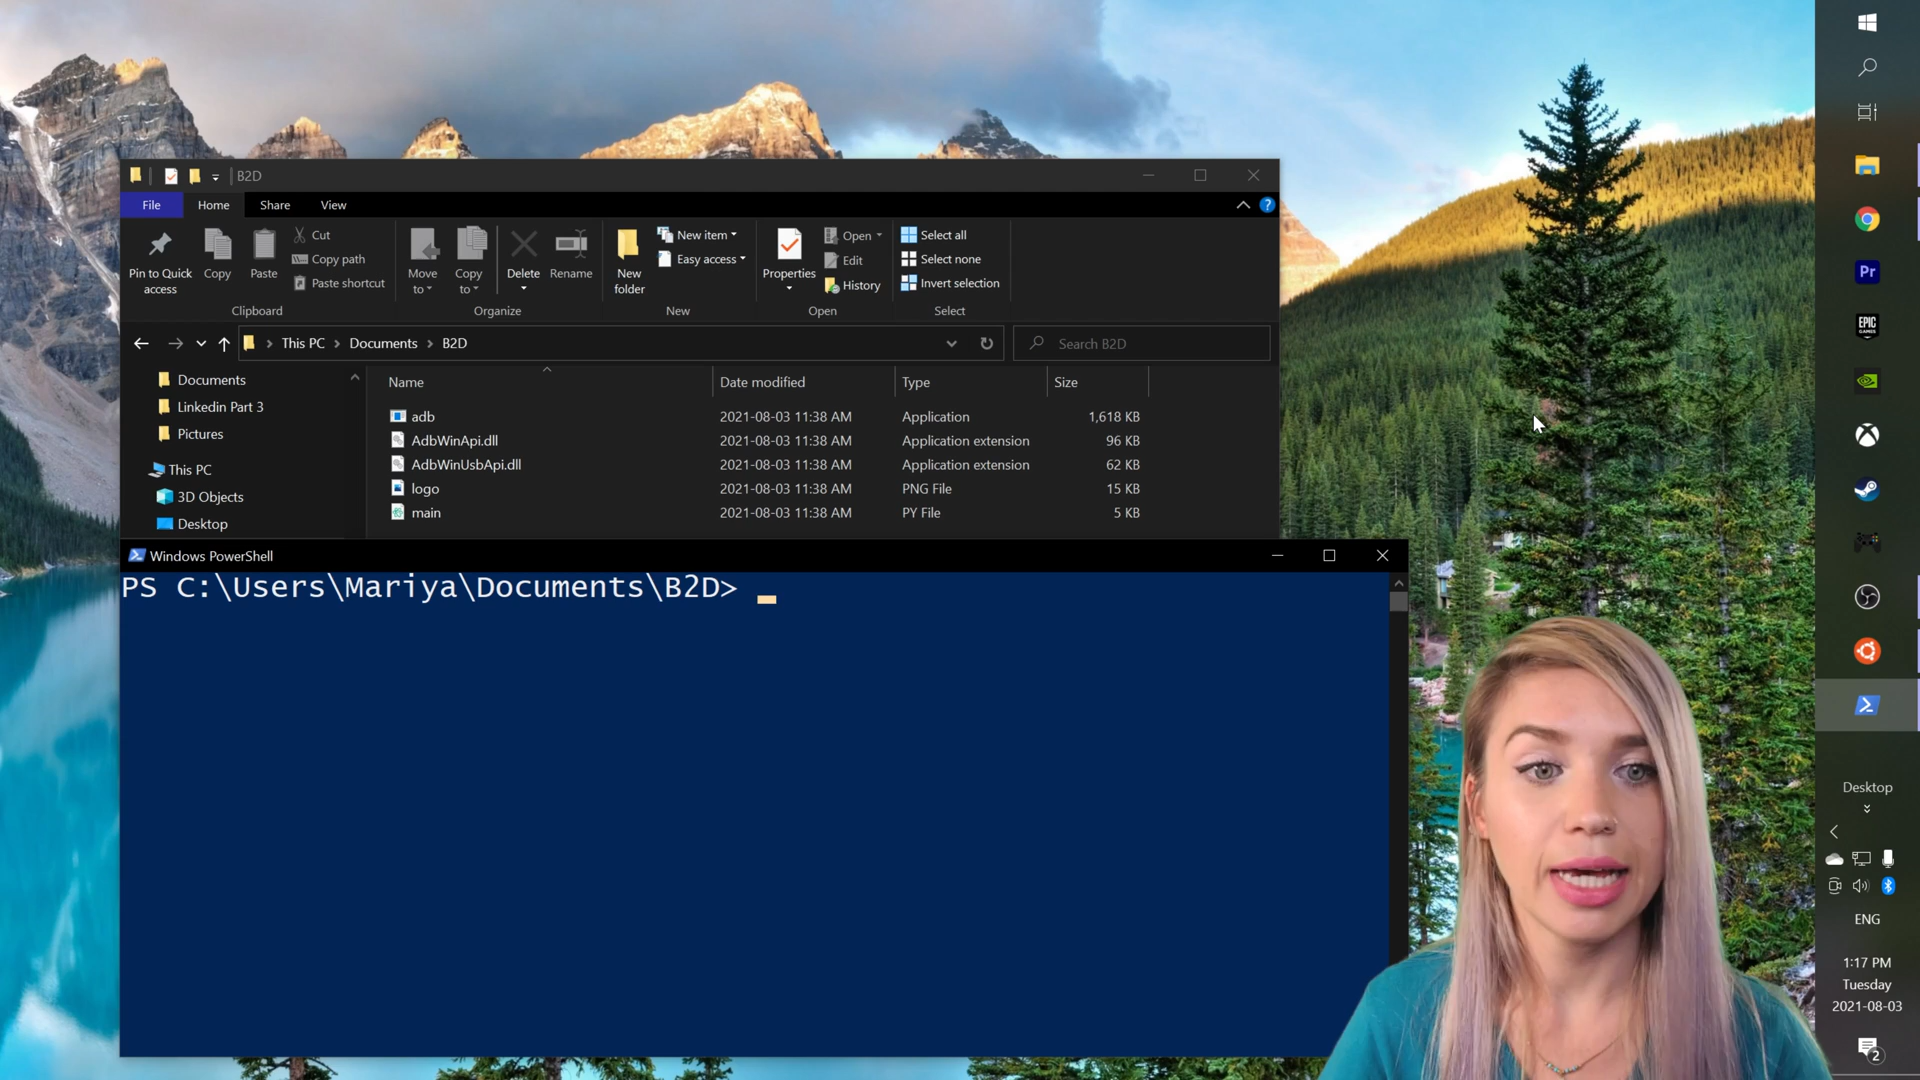 B2D
File Home Share View
Pin to Quick access
Copy
Paste
Cut
Copy path
Paste shortcut
Clipboard
Move to
Copy to
Delete
Rename
Organize
New folder
New item
Easy access
New
Properties
Open
Edit
History
Open
Select all
Select none
Invert selection
Select
This PC > Documents > B2D
Search B2D
Documents
Linkedin Part 3
Pictures
This PC
3D Objects
Desktop
Name Date modified Type Size
adb 2021-08-03 11:38 AM Application 1,618 KB
AdbWinApi.dll 2021-08-03 11:38 AM Application extension 96 KB
AdbWinUsbApi.dll 2021-08-03 11:38 AM Application extension 62 KB
logo 2021-08-03 11:38 AM PNG File 15 KB
main 2021-08-03 11:38 AM PY File 5 KB
Windows PowerShell
PS C:\Users\Mariya\Documents\B2D>
Pr
EPIC GAMES
Desktop
ENG
1:17 PM
Tuesday
2021-08-03
2